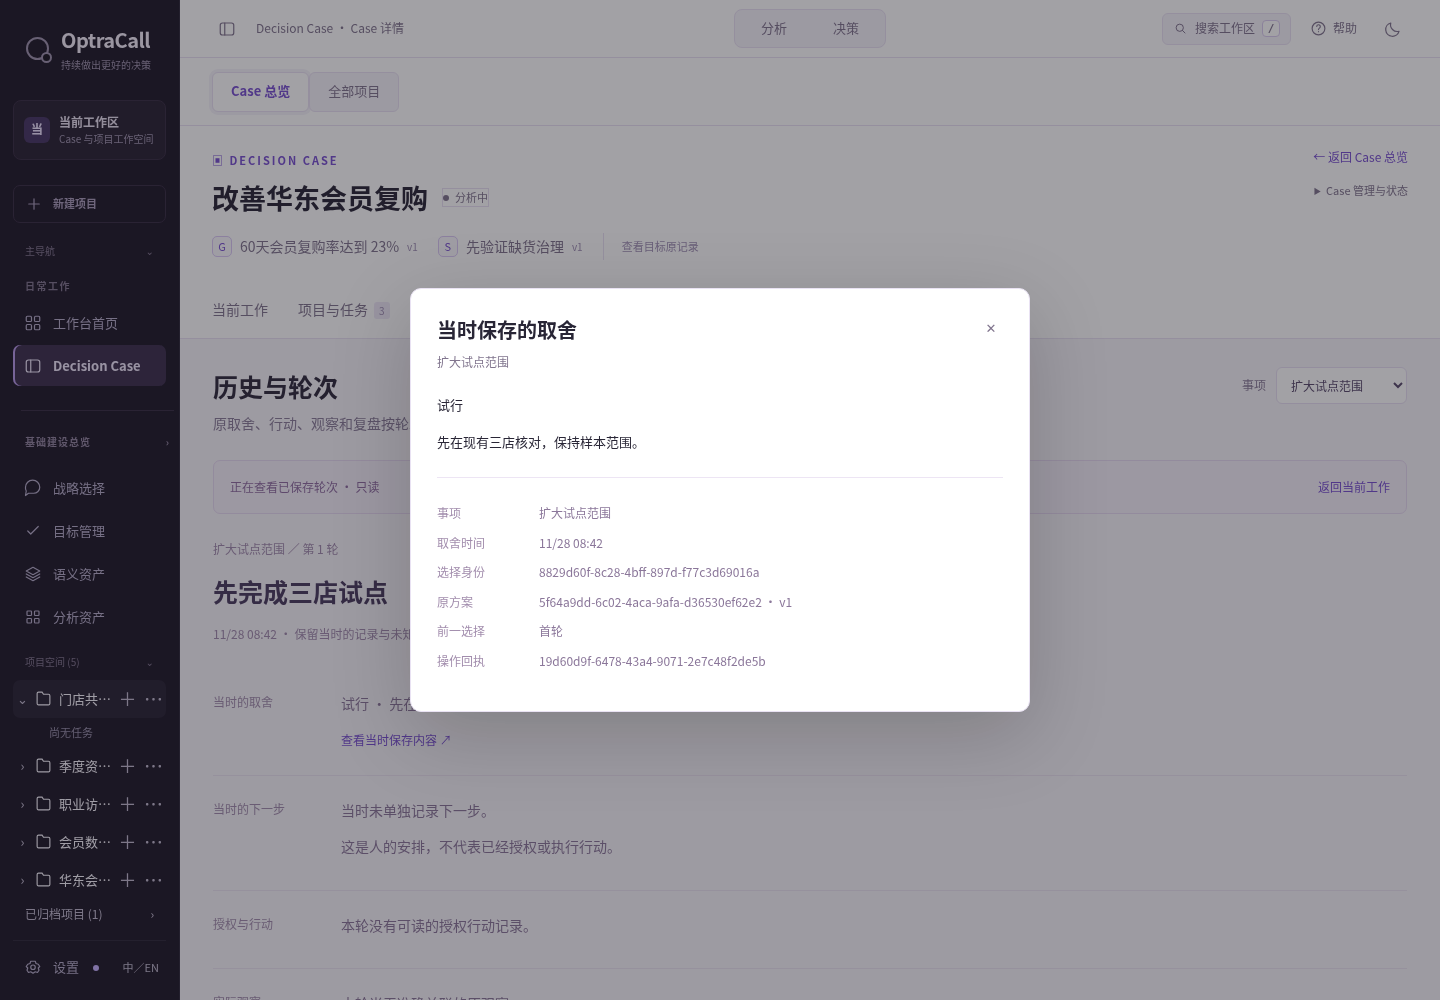 OptraCall
持续做出更好的决策
当 当前工作区
Case 与项目工作空间
新建项目
主导航
日常工作
工作台首页
Decision Case
基础建设总览
战略选择
目标管理
语义资产
分析资产
项目空间 (5)
门店共···
尚无任务
季度资···
职业访···
会员数···
华东会···
已归档项目 (1)
设置
中／EN
Decision Case · Case 详情
分析 决策
搜索工作区 /
帮助
Case 总览 全部项目
DECISION CASE
← 返回 Case 总览
改善华东会员复购 分析中
▶ Case 管理与状态
G 60天会员复购率达到 23% v1 S 先验证缺货治理 v1 查看目标原记录
当前工作 项目与任务 3
历史与轮次
事项 扩大试点范围
原取舍、行动、观察和复盘按轮
正在查看已保存轮次 · 只读
返回当前工作
扩大试点范围 ／ 第 1 轮
先完成三店试点
11/28 08:42 · 保留当时的记录与未知
当时的取舍 试行 · 先在
查看当时保存内容 ↗
当时的下一步 当时未单独记录下一步。
这是人的安排，不代表已经授权或执行行动。
授权与行动 本轮没有可读的授权行动记录。
当时保存的取舍
×
扩大试点范围
试行
先在现有三店核对，保持样本范围。
事项 扩大试点范围
取舍时间 11/28 08:42
选择身份 8829d60f-8c28-4bff-897d-f77c3d69016a
原方案 5f64a9dd-6c02-4aca-9afa-d36530ef62e2 · v1
前一选择 首轮
操作回执 19d60d9f-6478-43a4-9071-2e7c48f2de5b